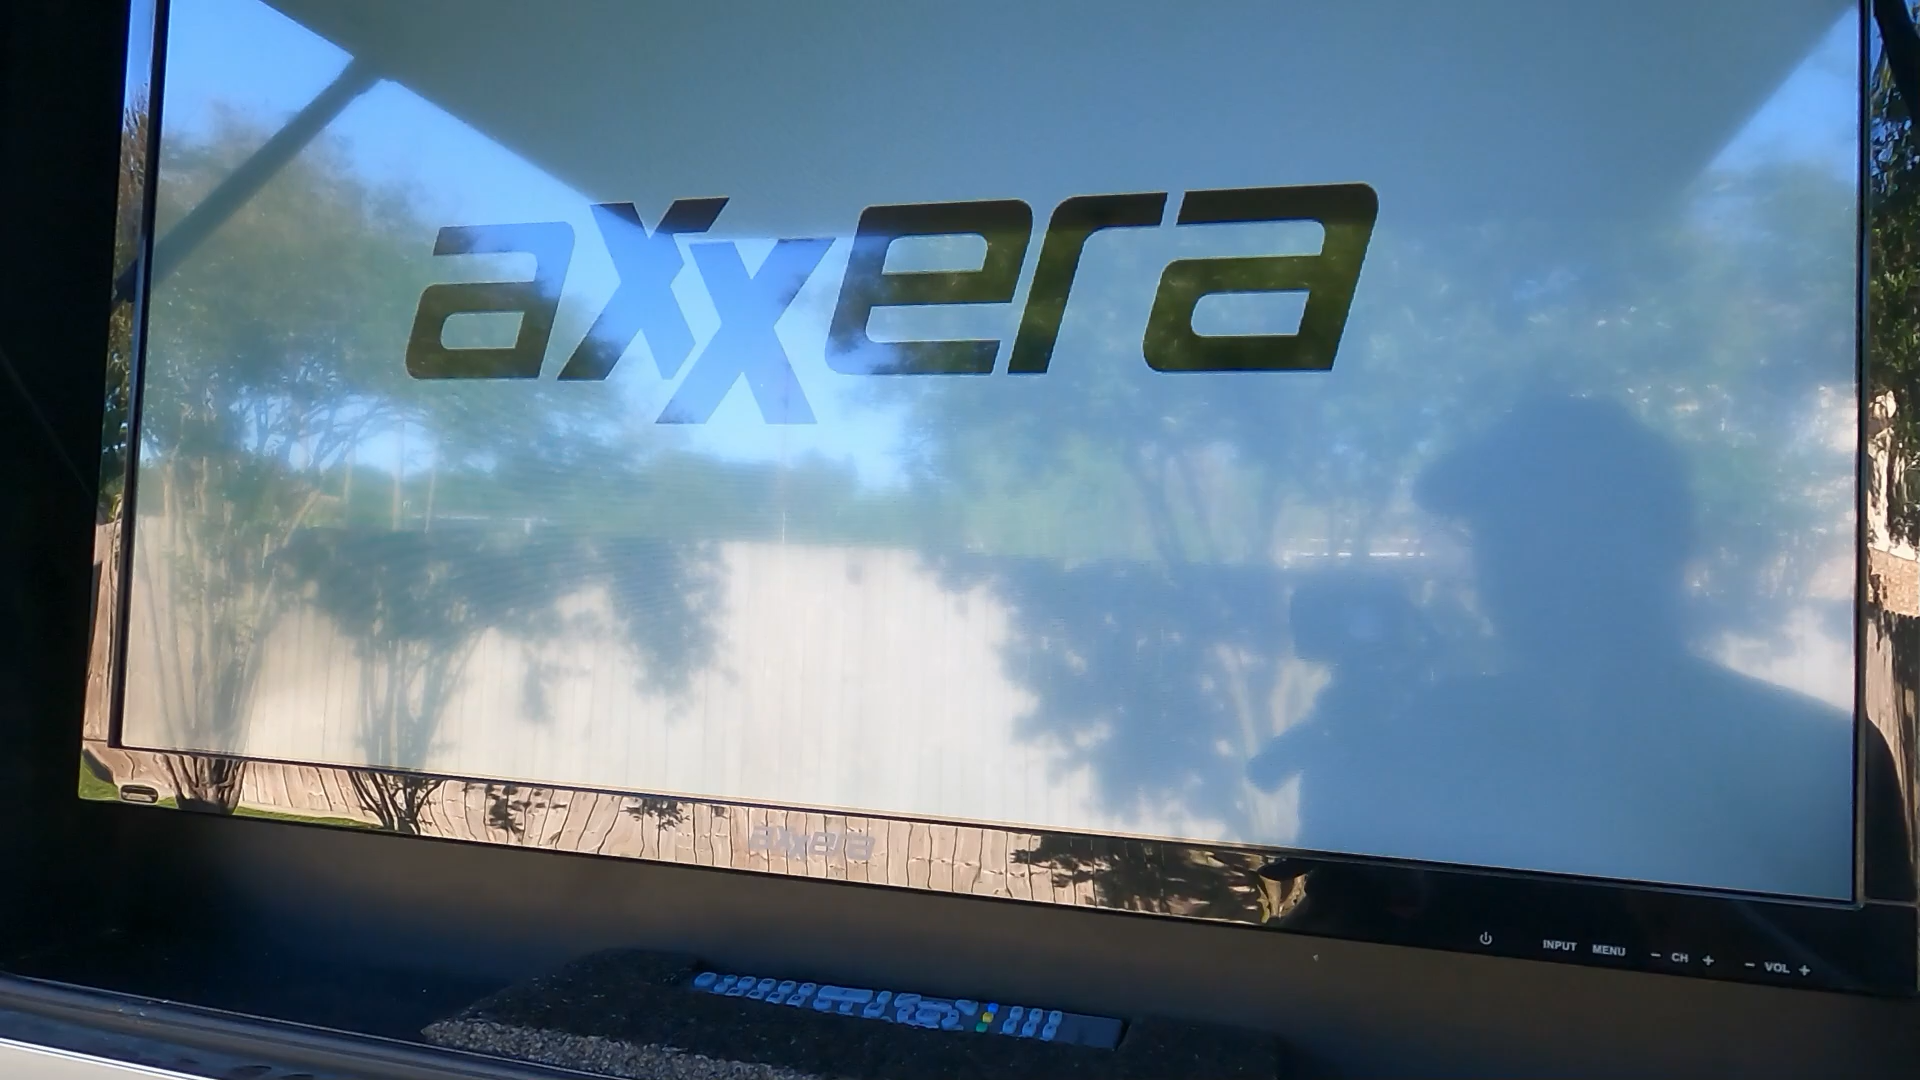 axxera
axxera
INPUT MENU - CH + - VOL +